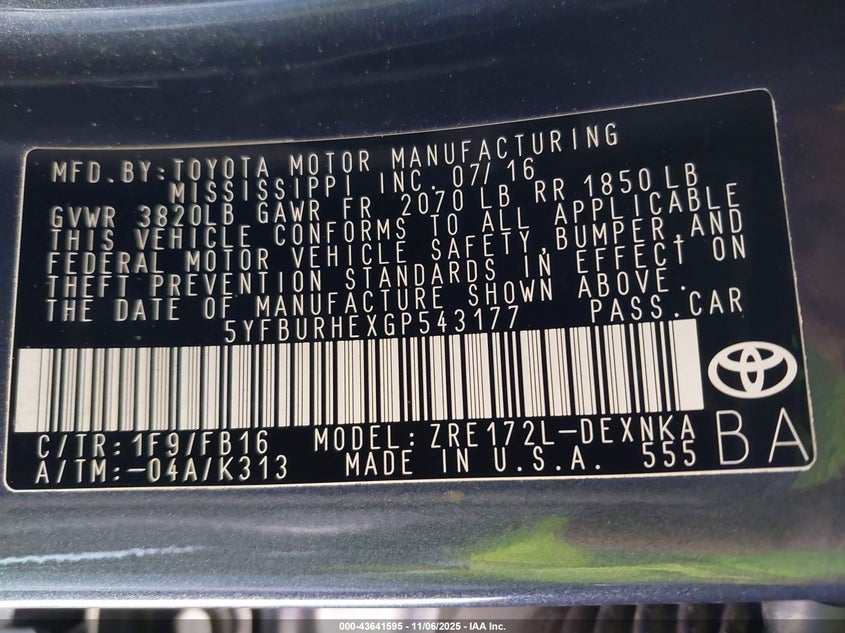 MFD.BY:TOYOTA MOTOR MANUFACTURING
MISSISSIPPI INC. 07/16
GVWR 3820LB GAWR FR 2070 LB RR 1850 LB
THIS VEHICLE CONFORMS TO ALL APPLICABLE
FEDERAL MOTOR VEHICLE SAFETY,BUMPER,AND
THEFT PREVENTION STANDARDS IN EFFECT ON
THE DATE OF MANUFACTURE SHOWN ABOVE.
5YFBURHEXGP543177 PASS.CAR
C/TR:1F9/FB16 MODEL:ZRE172L-DEXNKA
A/TM:-04A/K313 MADE IN U.S.A. 555
BA
000-43641595 - 11/06/2025 - IAA Inc.